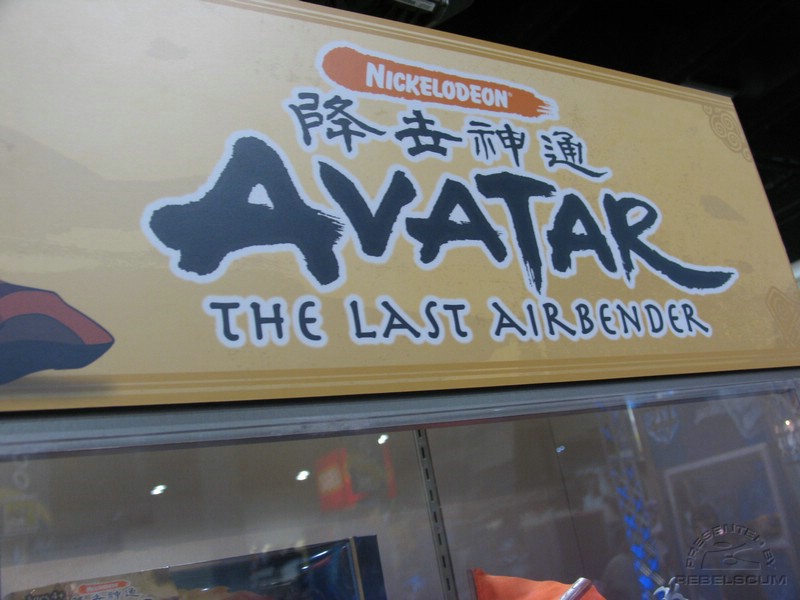 NICKELODEON
降世神通
AVATAR
THE LAST AIRBENDER
PRESENTED BY
REBELSCUM